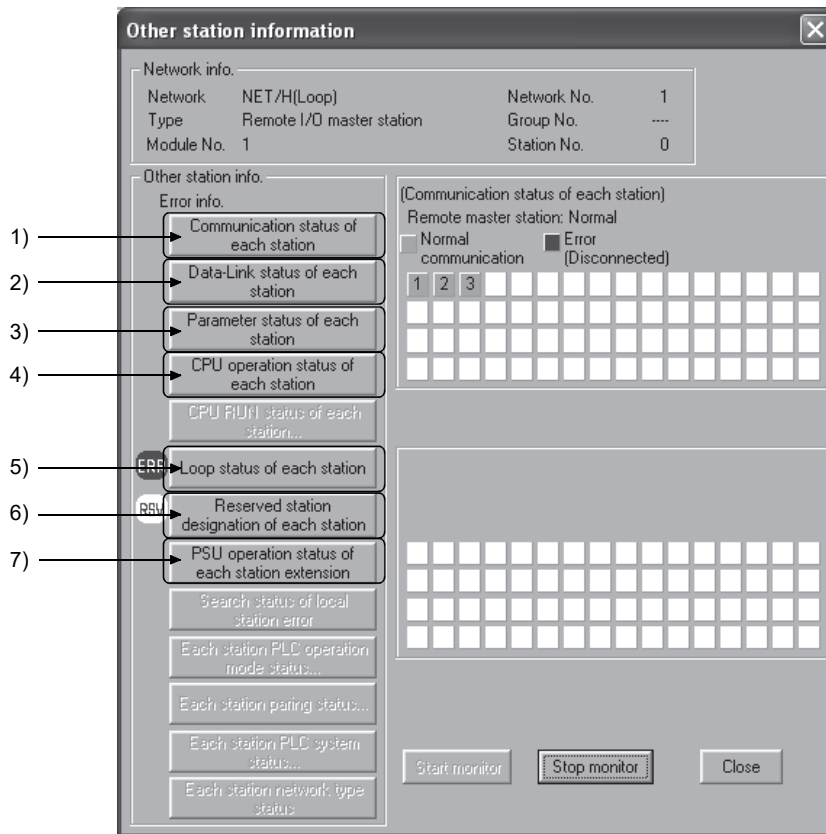 Other station information
Network info.
Network NET/H(Loop) Network No. 1
Type Remote I/O master station Group No. ----
Module No. 1 Station No. 0
Other station info.
Error info.
1) Communication status of
each station
2) Data-Link status of each
station
3) Parameter status of each
station
4) CPU operation status of
each station
CPU RUN status of each
station...
5) ERR Loop status of each station
6) RSV Reserved station
designation of each station
7) PSU operation status of
each station extension
Search status of local
station error
Each station PLC operation
mode status...
Each station paring status...
Each station PLC system
status...
Each station network type
status
(Communication status of each station)
Remote master station: Normal
Normal
communication
Error
(Disconnected)
1 2 3
Start monitor Stop monitor Close